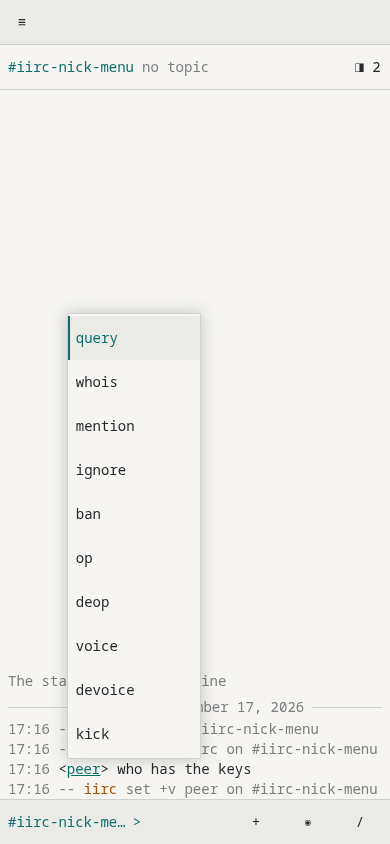 ≡
#iirc-nick-menu no topic ◨ 2
query
whois
mention
ignore
ban
op
deop
voice
devoice
kick
The sta ine
ber 17, 2026
17:16 - iirc-nick-menu
17:16 - rc on #iirc-nick-menu
17:16 <peer> who has the keys
17:16 -- iirc set +v peer on #iirc-nick-menu
#iirc-nick-me… > + ◉ /